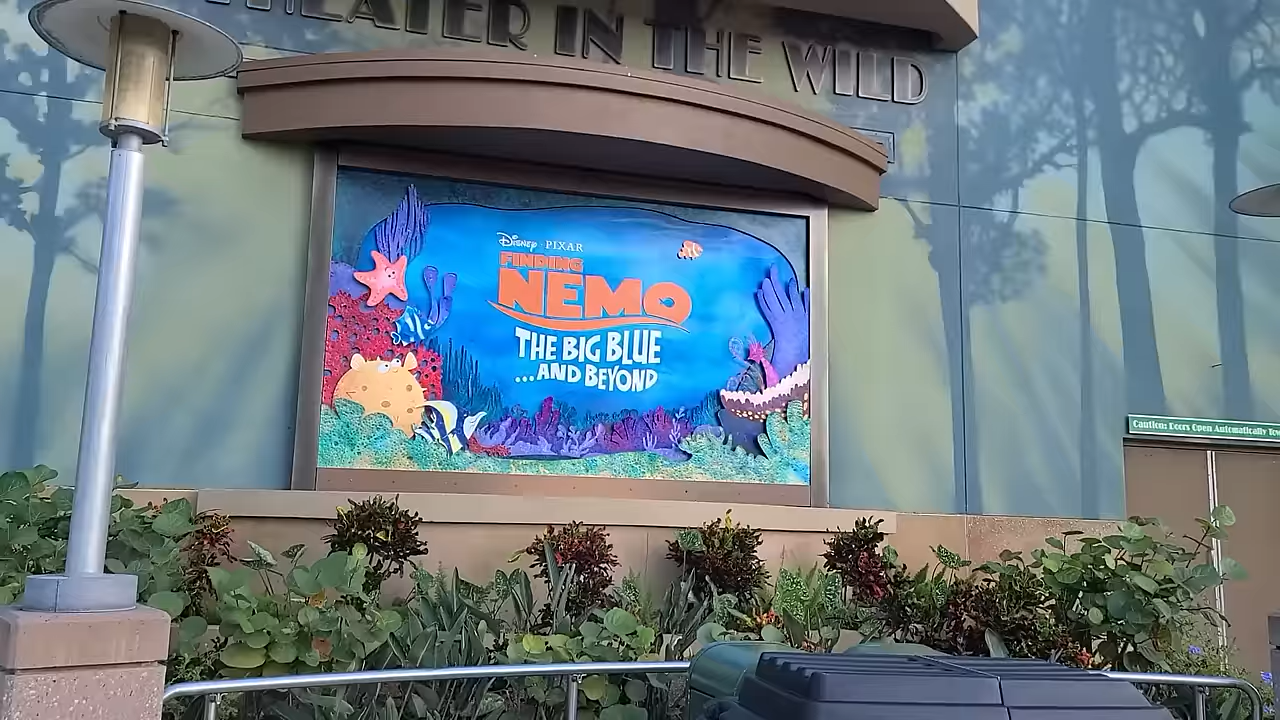 THEATER IN THE WILD
Disney · PIXAR
FINDING
NEMO
THE BIG BLUE
...AND BEYOND
Caution: Doors Open Automatically